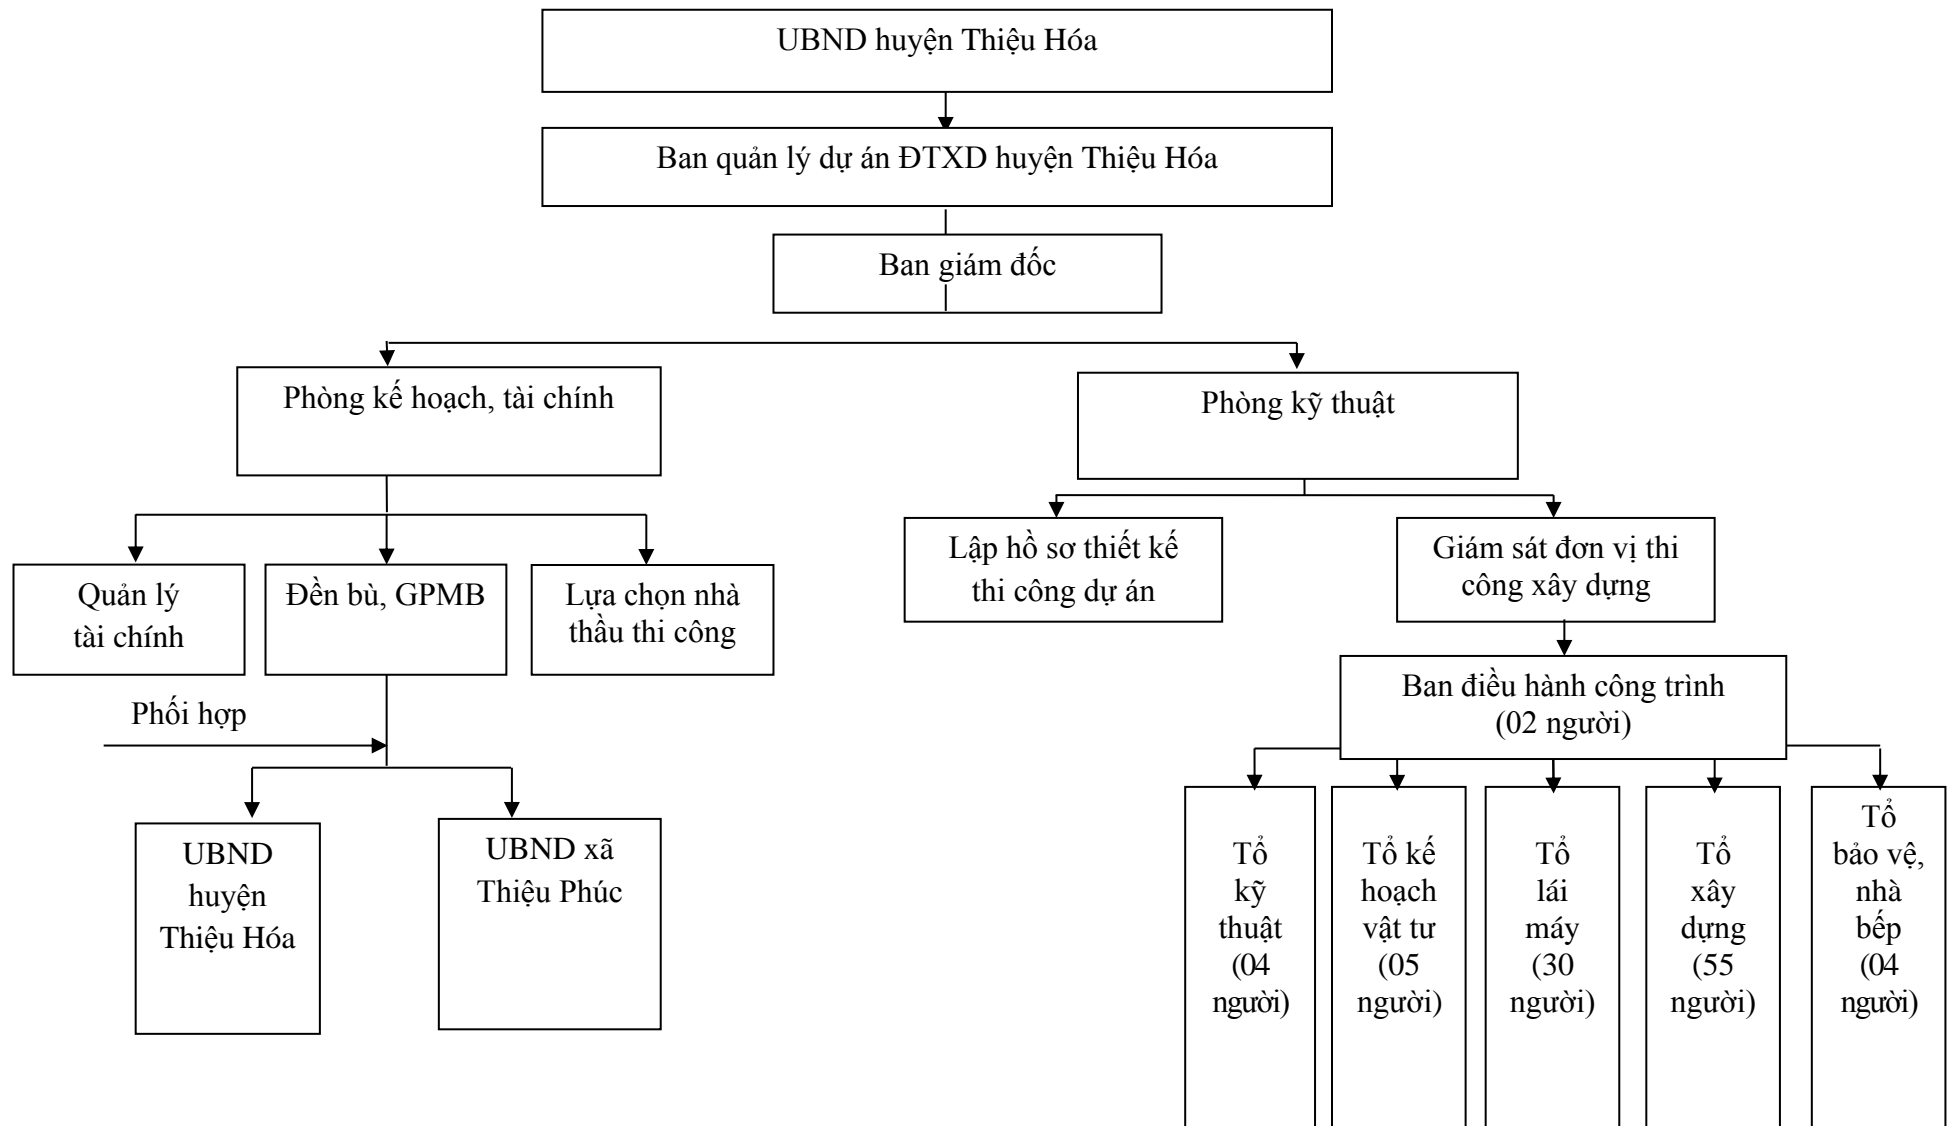 UBND huyện Thiệu Hóa
Ban quản lý dự án ĐTXD huyện Thiệu Hóa
Ban giám đốc
Phòng kế hoạch, tài chính
Phòng kỹ thuật
Quản lý
tài chính
Đền bù, GPMB
Lựa chọn nhà
thầu thi công
Lập hồ sơ thiết kế
thi công dự án
Giám sát đơn vị thi
công xây dựng
Phối hợp
Ban điều hành công trình
(02 người)
UBND
huyện
Thiệu Hóa
UBND xã
Thiệu Phúc
Tổ
kỹ
thuật
(04
người)
Tổ kế
hoạch
vật tư
(05
người)
Tổ
lái
máy
(30
người)
Tổ
xây
dựng
(55
người)
Tổ
bảo vệ,
nhà
bếp
(04
người)